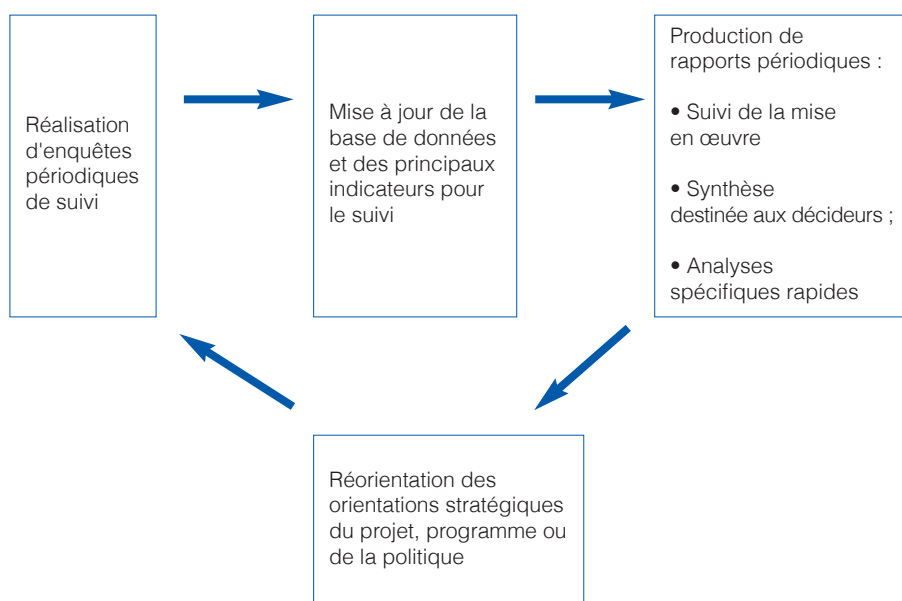 Réalisation
d'enquêtes
périodiques
de suivi
Mise à jour de la
base de données
et des principaux
indicateurs pour
le suivi
Production de
rapports périodiques :
• Suivi de la mise
en œuvre
• Synthèse
destinée aux décideurs ;
• Analyses
spécifiques rapides
Réorientation des
orientations stratégiques
du projet, programme ou
de la politique